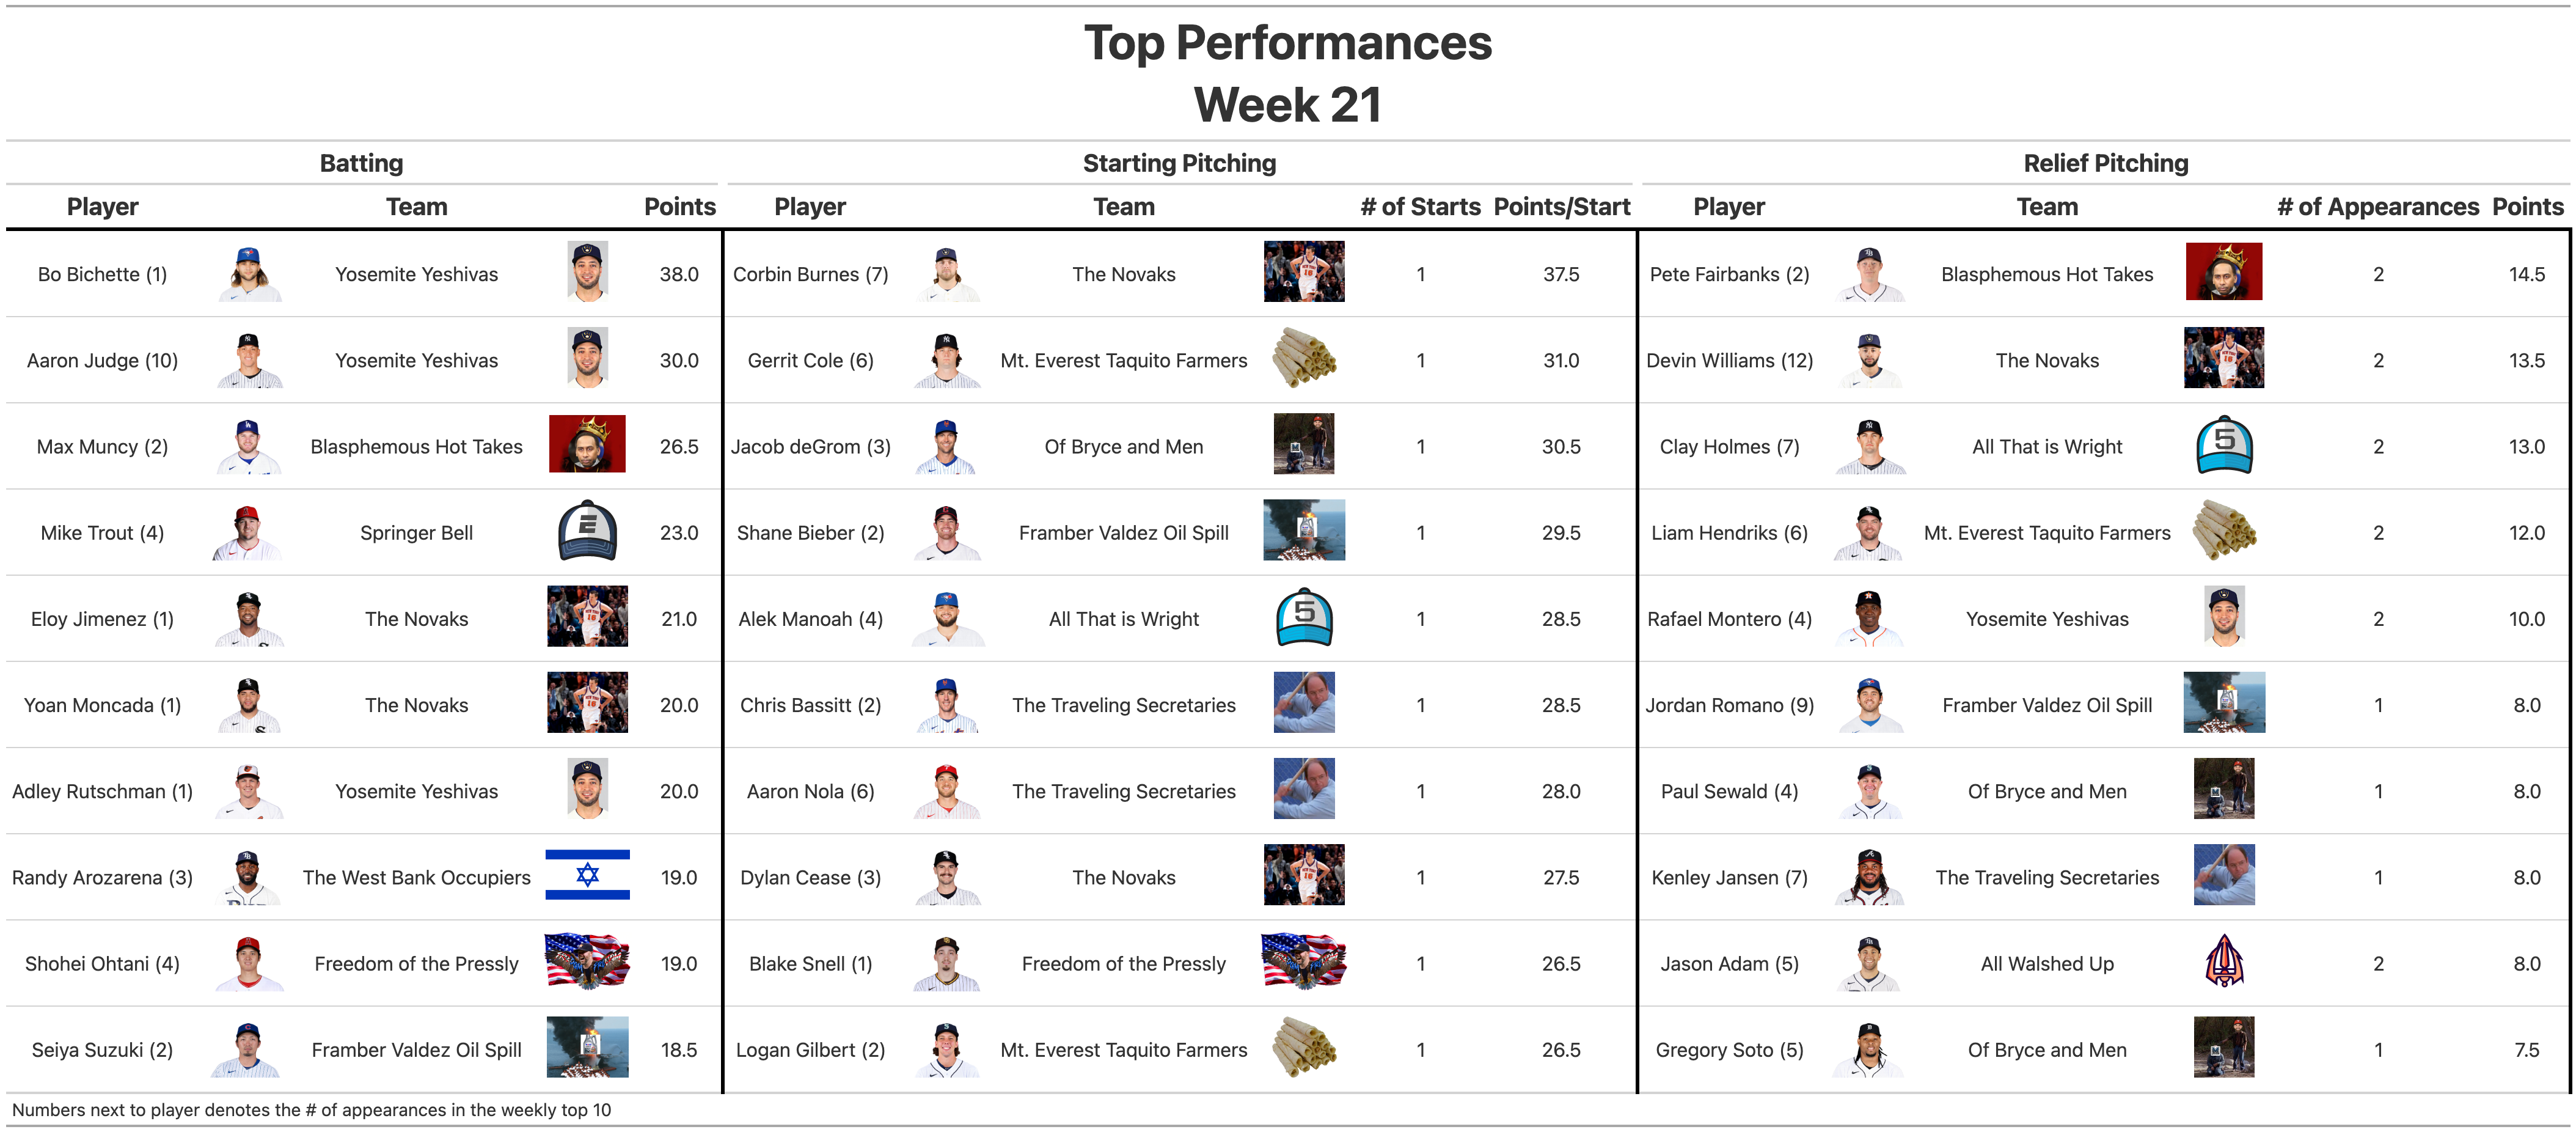 Top Performances
Week 21
Batting Starting Pitching Relief Pitching
Player Team Points Player Team # of Starts Points/Start Player Team # of Appearances Points
Bo Bichette (1) Yosemite Yeshivas 38.0 Corbin Burnes (7) The Novaks 1 37.5 Pete Fairbanks (2) Blasphemous Hot Takes 2 14.5
Aaron Judge (10) Yosemite Yeshivas 30.0 Gerrit Cole (6) Mt. Everest Taquito Farmers 1 31.0 Devin Williams (12) The Novaks 2 13.5
Max Muncy (2) Blasphemous Hot Takes 26.5 Jacob deGrom (3) Of Bryce and Men 1 30.5 Clay Holmes (7) All That is Wright 5 2 13.0
Mike Trout (4) Springer Bell E 23.0 Shane Bieber (2) Framber Valdez Oil Spill 1 29.5 Liam Hendriks (6) Mt. Everest Taquito Farmers 2 12.0
Eloy Jimenez (1) The Novaks 21.0 Alek Manoah (4) All That is Wright 5 1 28.5 Rafael Montero (4) Yosemite Yeshivas 2 10.0
Yoan Moncada (1) The Novaks 20.0 Chris Bassitt (2) The Traveling Secretaries 1 28.5 Jordan Romano (9) Framber Valdez Oil Spill 1 8.0
Adley Rutschman (1) Yosemite Yeshivas 20.0 Aaron Nola (6) The Traveling Secretaries 1 28.0 Paul Sewald (4) Of Bryce and Men 1 8.0
Randy Arozarena (3) The West Bank Occupiers 19.0 Dylan Cease (3) The Novaks 1 27.5 Kenley Jansen (7) The Traveling Secretaries 1 8.0
Shohei Ohtani (4) Freedom of the Pressly 19.0 Blake Snell (1) Freedom of the Pressly 1 26.5 Jason Adam (5) All Walshed Up 2 8.0
Seiya Suzuki (2) Framber Valdez Oil Spill 18.5 Logan Gilbert (2) Mt. Everest Taquito Farmers 1 26.5 Gregory Soto (5) Of Bryce and Men 1 7.5
Numbers next to player denotes the # of appearances in the weekly top 10